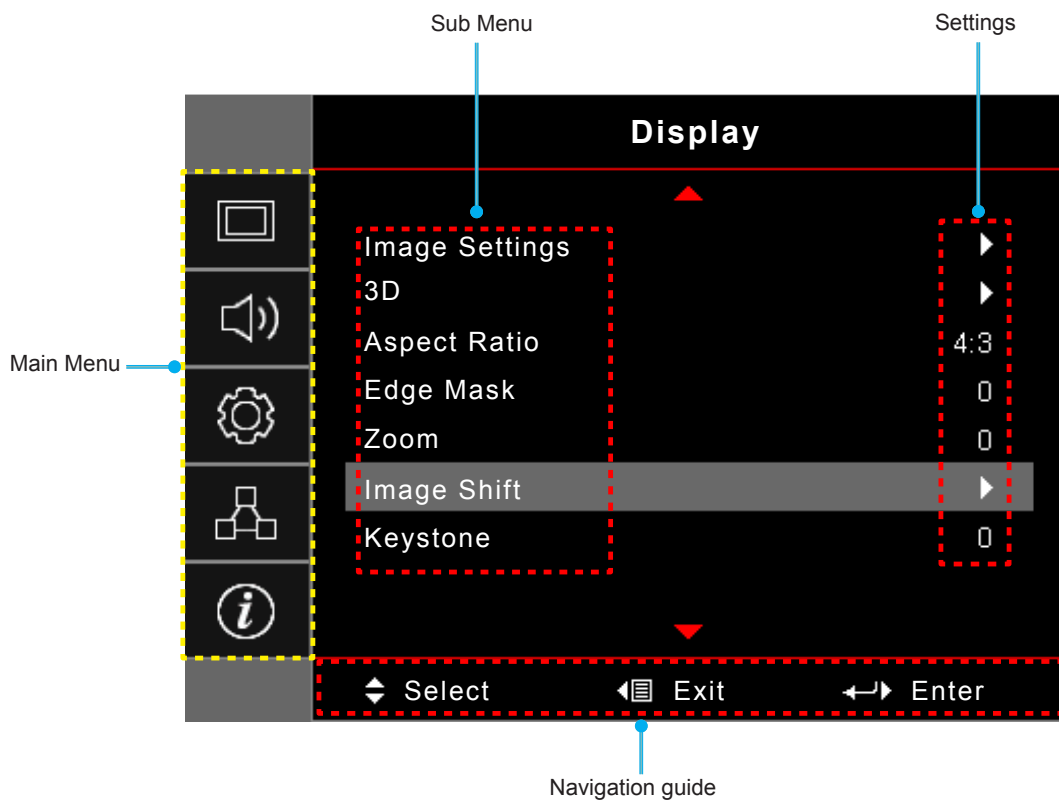 Sub Menu
Settings
Display
Image Settings
3D
Aspect Ratio 4:3
Main Menu
Edge Mask 0
Zoom 0
Image Shift
Keystone 0
i
Select Exit Enter
Navigation guide